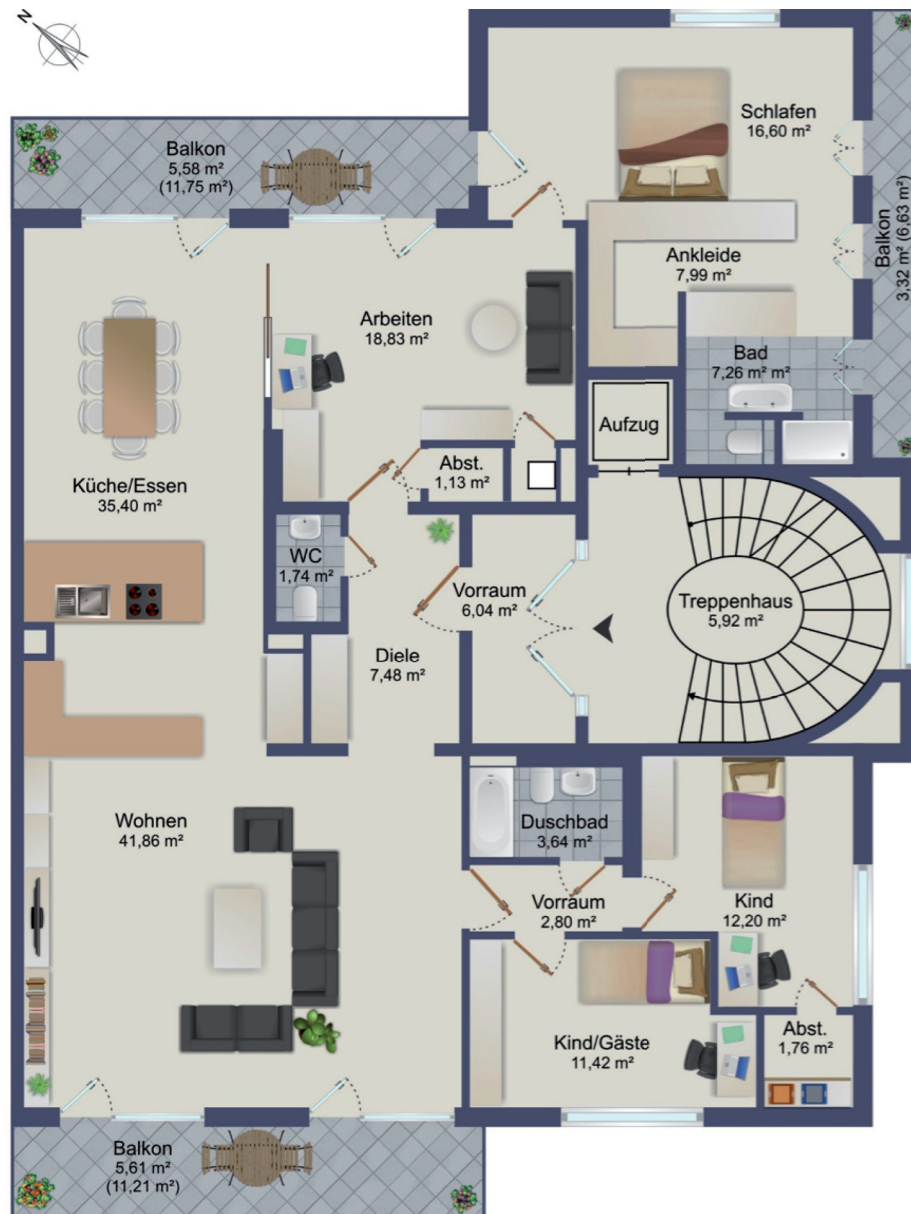 N
Balkon
5,58 m²
(11,75 m²)
Schlafen
16,60 m²
Balkon
3,32 m² (6,63 m²)
Ankleide
7,99 m²
Arbeiten
18,83 m²
Bad
7,26 m² m²
Aufzug
Küche/Essen
35,40 m²
Abst.
1,13 m²
WC
1,74 m²
Vorraum
6,04 m²
Treppenhaus
5,92 m²
Diele
7,48 m²
Wohnen
41,86 m²
Duschbad
3,64 m²
Vorraum
2,80 m²
Kind
12,20 m²
Kind/Gäste
11,42 m²
Abst.
1,76 m²
Balkon
5,61 m²
(11,21 m²)